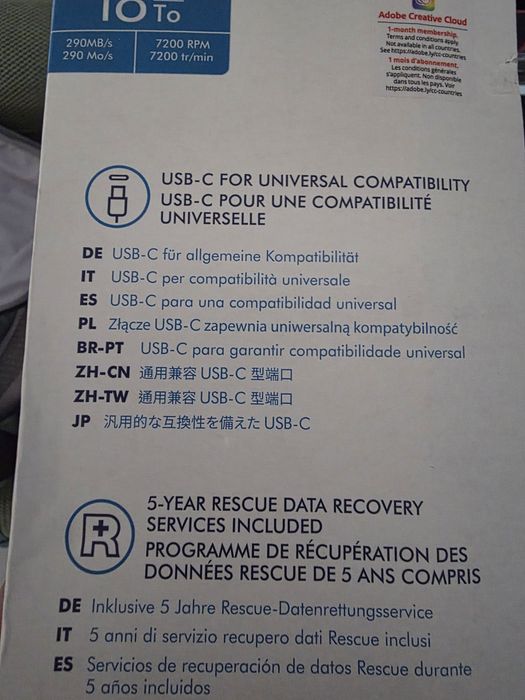 To
290MB/s
290 Mo/s
7200 RPM
7200 tr/min
Adobe Creative Cloud
1-month membership.
Terms and conditions apply.
Not available in all countries.
See https://adobe.ly/cc-countries
1 mois d'abonnement.
Les conditions générales
s'appliquent. Non disponible
dans tous les pays. Voir
https://adobe.ly/cc-countries
USB-C FOR UNIVERSAL COMPATIBILITY
USB-C POUR UNE COMPATIBILITÉ
UNIVERSELLE
DE USB-C für allgemeine Kompatibilität
IT USB-C per compatibilità universale
ES USB-C para una compatibilidad universal
PL Złącze USB-C zapewnia uniwersalną kompatybilność
BR-PT USB-C para garantir compatibilidade universal
ZH-CN 通用兼容 USB-C 型端口
ZH-TW 通用兼容 USB-C 型端口
JP 汎用的な互換性を備えた USB-C
5-YEAR RESCUE DATA RECOVERY
SERVICES INCLUDED
PROGRAMME DE RÉCUPÉRATION DES
DONNÉES RESCUE DE 5 ANS COMPRIS
DE Inklusive 5 Jahre Rescue-Datenrettungsservice
IT 5 anni di servizio recupero dati Rescue inclusi
ES Servicios de recuperación de datos Rescue durante
5 años incluidos